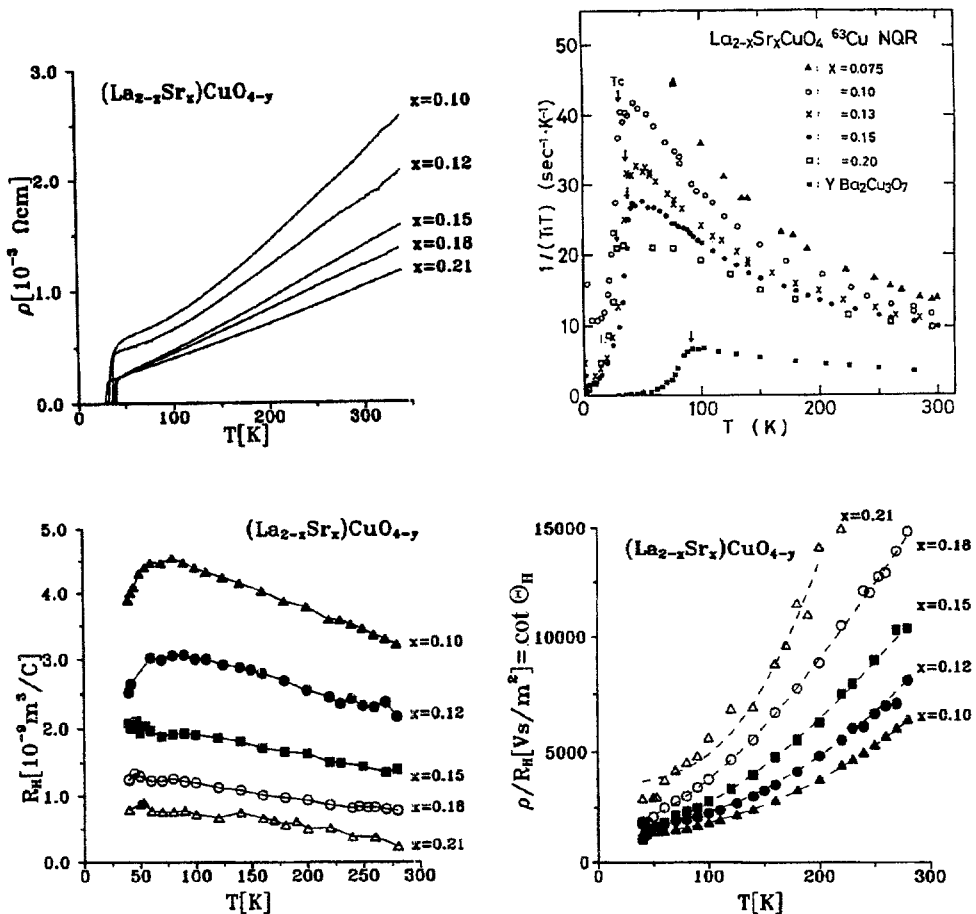 3.0
2.0
1.0
0.0
ρ[10⁻³ Ωcm]
(La₂₋ₓSrₓ)CuO₄₋ᵧ
x=0.10
x=0.12
x=0.15
x=0.18
x=0.21
0 100 200 300
T[K]
50
40
30
20
10
0
1/(T₁T) (sec⁻¹·K⁻¹)
La₂₋ₓSrₓCuO₄ ⁶³Cu NQR
▲ : X = 0.075
○ : = 0.10
× : = 0.13
• : = 0.15
□ : = 0.20
▪ : Y Ba₂Cu₃O₇
Tc
0 100 200 300
T (K)
(La₂₋ₓSrₓ)CuO₄₋ᵧ
5.0
4.0
3.0
2.0
1.0
0.0
R_H[10⁻⁹m³/C]
x=0.10
x=0.12
x=0.15
x=0.18
x=0.21
0 50 100 150 200 250 300
T[K]
15000
10000
5000
0
ρ/R_H[Vs/m²]=cot Θ_H
(La₂₋ₓSrₓ)CuO₄₋ᵧ
x=0.21
x=0.18
x=0.15
x=0.12
x=0.10
0 100 200 300
T[K]